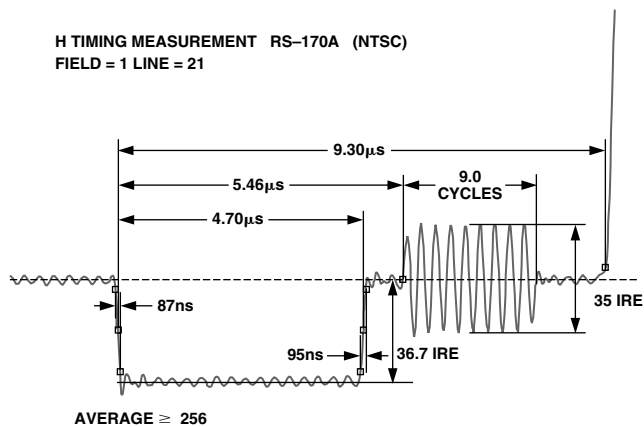 H TIMING MEASUREMENT RS–170A (NTSC)
FIELD = 1 LINE = 21
9.30μs
5.46μs
9.0
CYCLES
4.70μs
87ns
35 IRE
95ns
36.7 IRE
AVERAGE ≥ 256